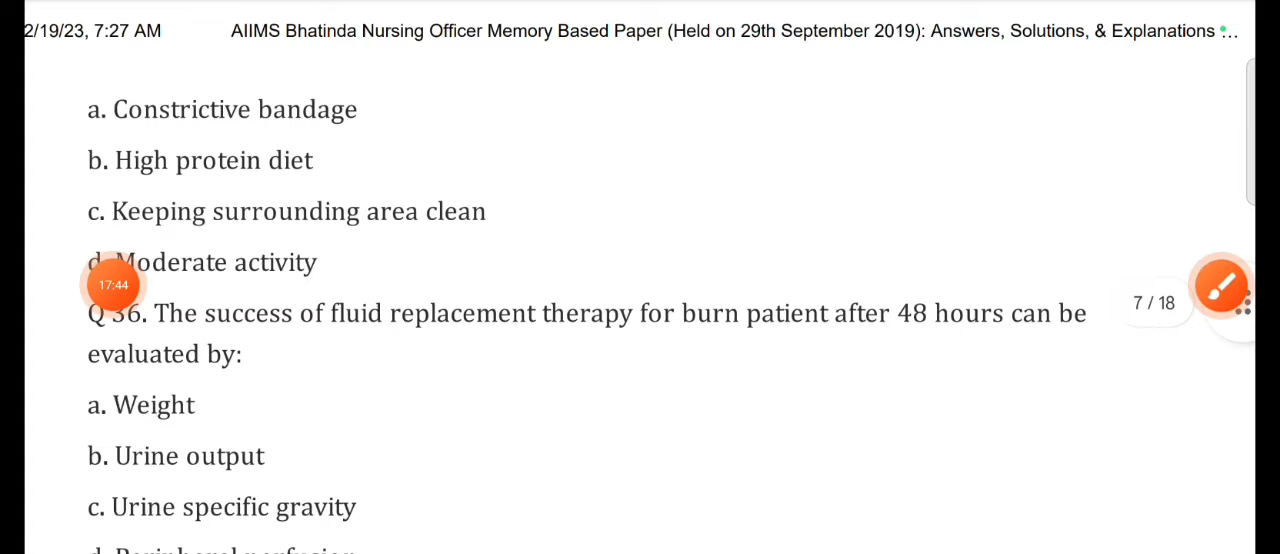 2/19/23, 7:27 AM AIIMS Bhatinda Nursing Officer Memory Based Paper (Held on 29th September 2019): Answers, Solutions, & Explanations ...
a. Constrictive bandage
b. High protein diet
c. Keeping surrounding area clean
d. Moderate activity
17:44
Q 36. The success of fluid replacement therapy for burn patient after 48 hours can be
7 / 18
evaluated by:
a. Weight
b. Urine output
c. Urine specific gravity